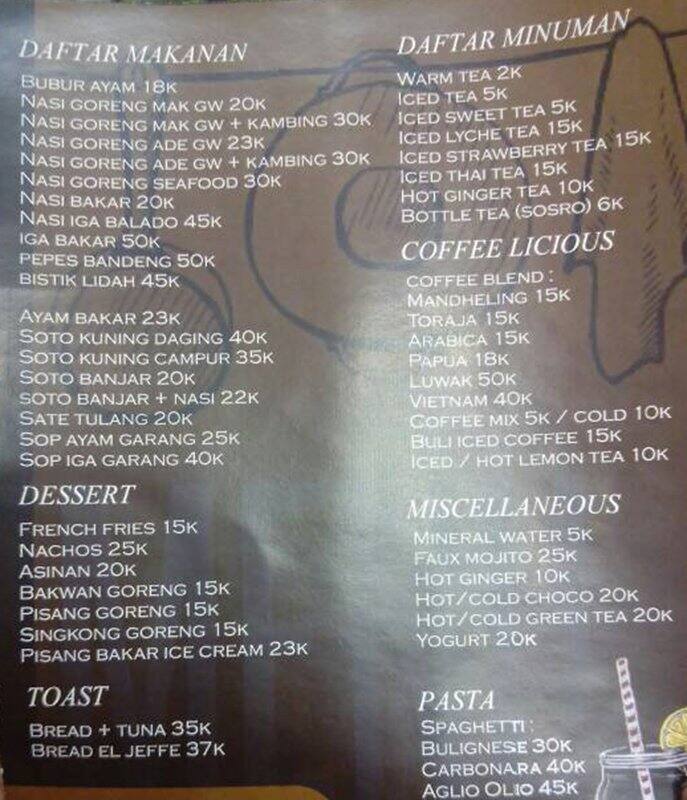 DAFTAR MAKANAN
BUBUR AYAM 18K
NASI GORENG MAK GW 20K
NASI GORENG MAK GW + KAMBING 30K
NASI GORENG ADE GW 23K
NASI GORENG ADE GW + KAMBING 30K
NASI GORENG SEAFOOD 30K
NASI BAKAR 20K
NASI IGA BALADO 45K
IGA BAKAR 50K
PEPES BANDENG 50K
BISTIK LIDAH 45K
AYAM BAKAR 23K
SOTO KUNING DAGING 40K
SOTO KUNING CAMPUR 35K
SOTO BANJAR 20K
SOTO BANJAR + NASI 22K
SATE TULANG 20K
SOP AYAM GARANG 25K
SOP IGA GARANG 40K
DESSERT
FRENCH FRIES 15K
NACHOS 25K
ASINAN 20K
BAKWAN GORENG 15K
PISANG GORENG 15K
SINGKONG GORENG 15K
PISANG BAKAR ICE CREAM 23K
TOAST
BREAD + TUNA 35K
BREAD EL JEFFE 37K
DAFTAR MINUMAN
WARM TEA 2K
ICED TEA 5K
ICED SWEET TEA 5K
ICED LYCHE TEA 15K
ICED STRAWBERRY TEA 15K
ICED THAI TEA 15K
HOT GINGER TEA 10K
BOTTLE TEA (SOSRO) 6K
COFFEE LICIOUS
COFFEE BLEND :
MANDHELING 15K
TORAJA 15K
ARABICA 15K
PAPUA 18K
LUWAK 50K
VIETNAM 40K
COFFEE MIX 5K / COLD 10K
BULI ICED COFFEE 15K
ICED / HOT LEMON TEA 10K
MISCELLANEOUS
MINERAL WATER 5K
FAUX MOJITO 25K
HOT GINGER 10K
HOT/COLD CHOCO 20K
HOT/COLD GREEN TEA 20K
YOGURT 20K
PASTA
SPAGHETTI :
BULIGNESE 30K
CARBONARA 40K
AGLIO OLIO 45K